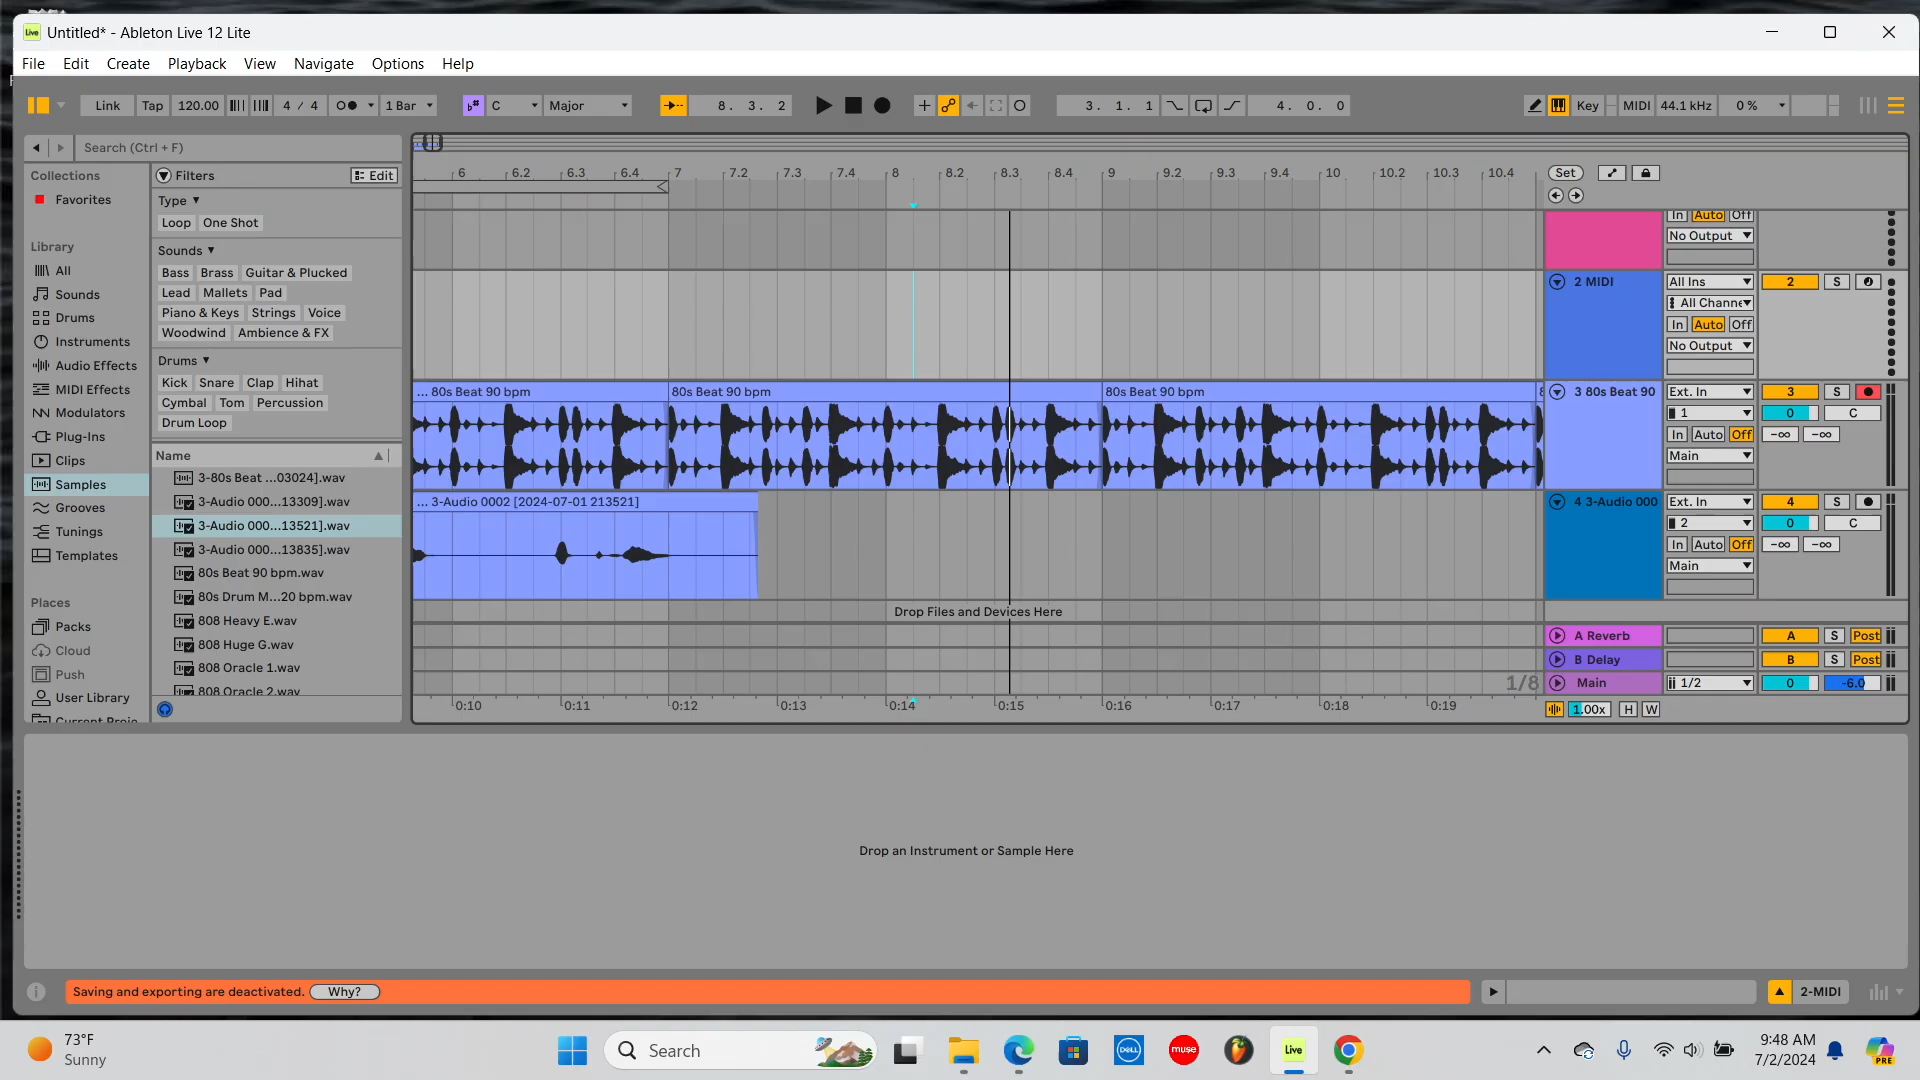 Untitled* - Ableton Live 12 Lite
File Edit Create Playback View Navigate Options Help
Link Tap 120.00 4 / 4 1 Bar C Major 8. 3. 2 3. 1. 1 4. 0. 0 Key MIDI 44.1 kHz 0 %
Search (Ctrl + F)
Collections
Favorites
Library
All
Sounds
Drums
Instruments
Audio Effects
MIDI Effects
Modulators
Plug-Ins
Clips
Samples
Grooves
Tunings
Templates
Places
Packs
Cloud
Push
User Library
Current Proje
Filters Edit
Type
Loop One Shot
Sounds
Bass Brass Guitar & Plucked
Lead Mallets Pad
Piano & Keys Strings Voice
Woodwind Ambience & FX
Drums
Kick Snare Clap Hihat
Cymbal Tom Percussion
Drum Loop
Name
3-80s Beat ...03024].wav
3-Audio 000...13309].wav
3-Audio 000...13521].wav
3-Audio 000...13835].wav
80s Beat 90 bpm.wav
80s Drum M...20 bpm.wav
808 Heavy E.wav
808 Huge G.wav
808 Oracle 1.wav
808 Oracle 2.wav
6 6.2 6.3 6.4 7 7.2 7.3 7.4 8 8.2 8.3 8.4 9 9.2 9.3 9.4 10 10.2 10.3 10.4
Set
In Auto Off
No Output
2 MIDI All Ins 2 S
All Channe
In Auto Off
No Output
... 80s Beat 90 bpm 80s Beat 90 bpm 80s Beat 90 bpm 8
3 80s Beat 90 Ext. In 3 S
1 0 C
In Auto Off -∞ -∞
Main
... 3-Audio 0002 [2024-07-01 213521]
4 3-Audio 000 Ext. In 4 S
2 0 C
In Auto Off -∞ -∞
Main
Drop Files and Devices Here
A Reverb A S Post
B Delay B S Post
1/8 Main 1/2 0 -6.0
0:10 0:11 0:12 0:13 0:14 0:15 0:16 0:17 0:18 0:19
1.00x H W
Drop an Instrument or Sample Here
Saving and exporting are deactivated. Why?
2-MIDI
73°F
Sunny
Search
DELL
muse
Live
9:48 AM
7/2/2024
PRE